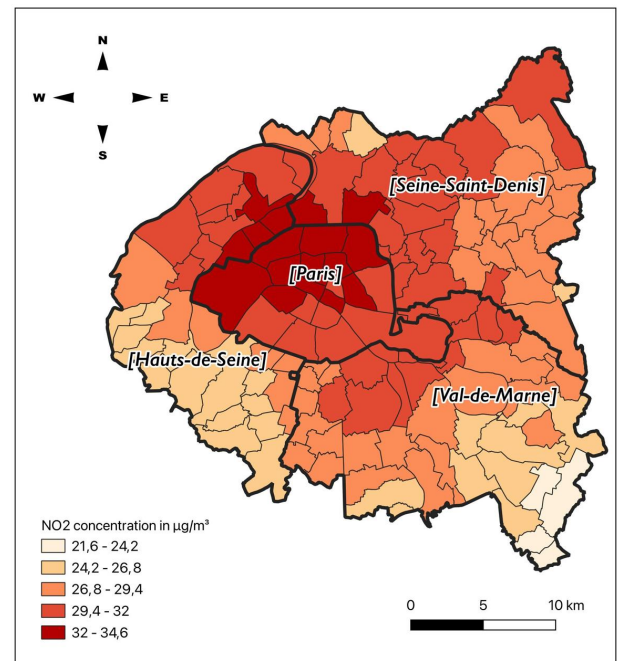 N
W E
S
[Seine-Saint-Denis]
[Paris]
[Hauts-de-Seine]
[Val-de-Marne]
NO2 concentration in µg/m³
21,6 - 24,2
24,2 - 26,8
26,8 - 29,4
29,4 - 32
32 - 34,6
0 5 10 km